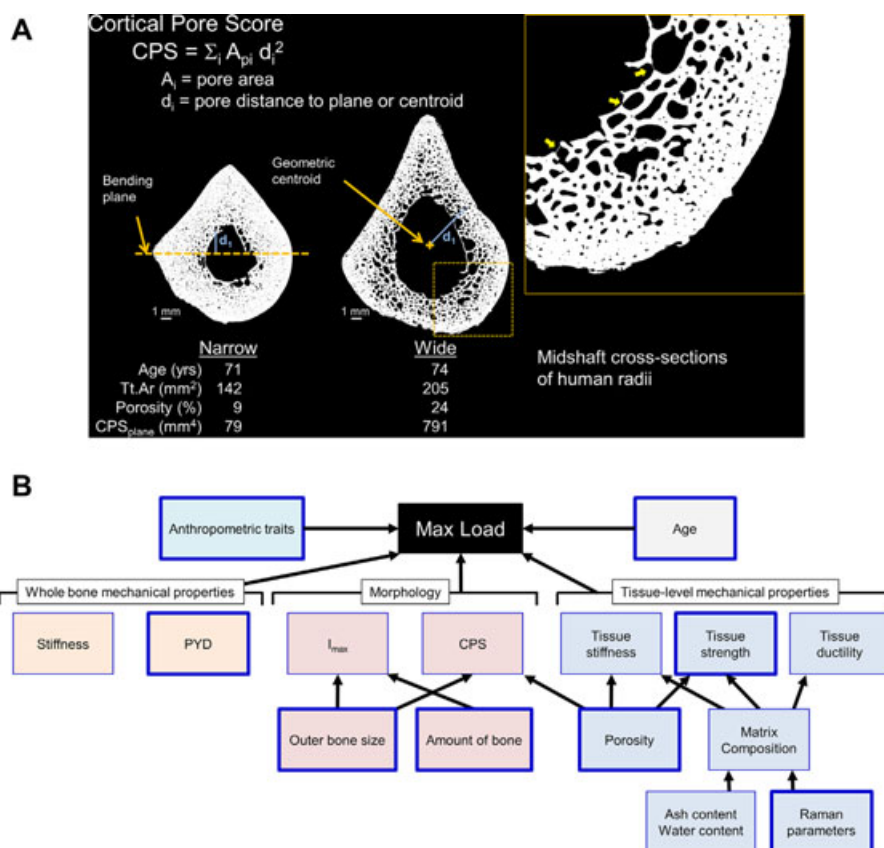 A
Cortical Pore Score
CPS = Σi Api di²
Ai = pore area
di = pore distance to plane or centroid
Bending
plane
Geometric
centroid
d1
d1
1 mm
1 mm
Narrow Wide
Age (yrs) 71 74
Tt.Ar (mm²) 142 205
Porosity (%) 9 24
CPSplane (mm⁴) 79 791
Midshaft cross-sections
of human radii
B
Anthropometric traits
Max Load
Age
Whole bone mechanical properties
Morphology
Tissue-level mechanical properties
Stiffness
PYD
Imax
CPS
Tissue
stiffness
Tissue
strength
Tissue
ductility
Outer bone size
Amount of bone
Porosity
Matrix
Composition
Ash content
Water content
Raman
parameters